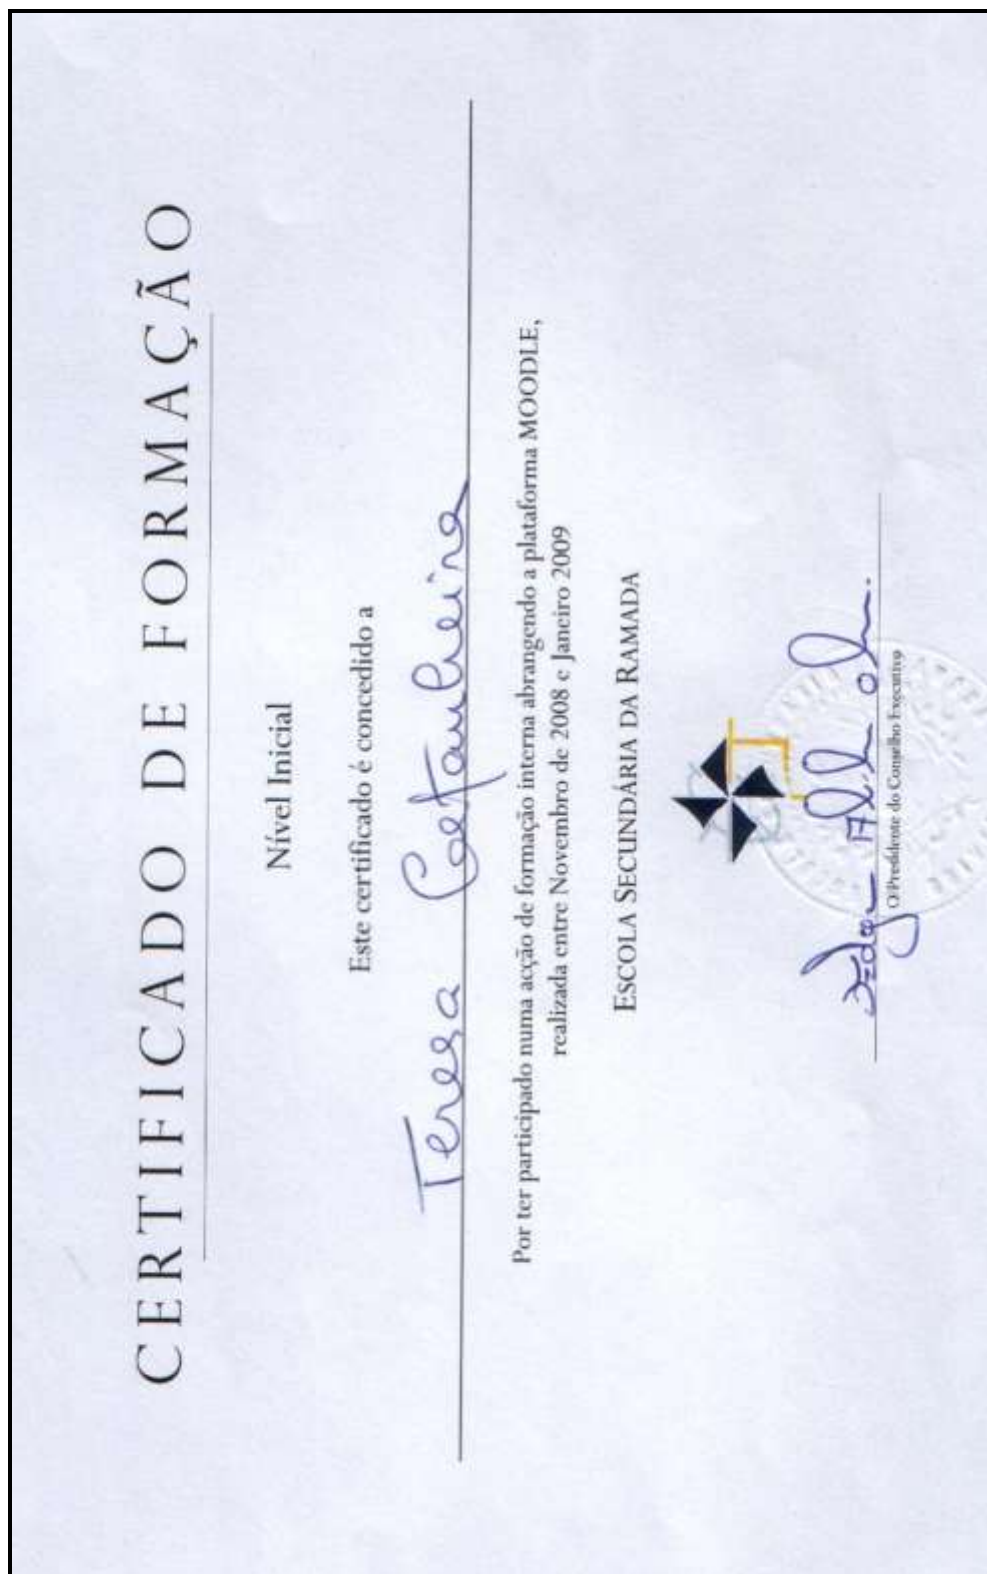 CERTIFICADO DE FORMAÇÃO
Nível Inicial
Este certificado é concedido a
Teresa Castanheira
Por ter participado numa acção de formação interna abrangendo a plataforma MOODLE,
realizada entre Novembro de 2008 e Janeiro 2009
ESCOLA SECUNDÁRIA DA RAMADA
O Presidente do Conselho Executivo